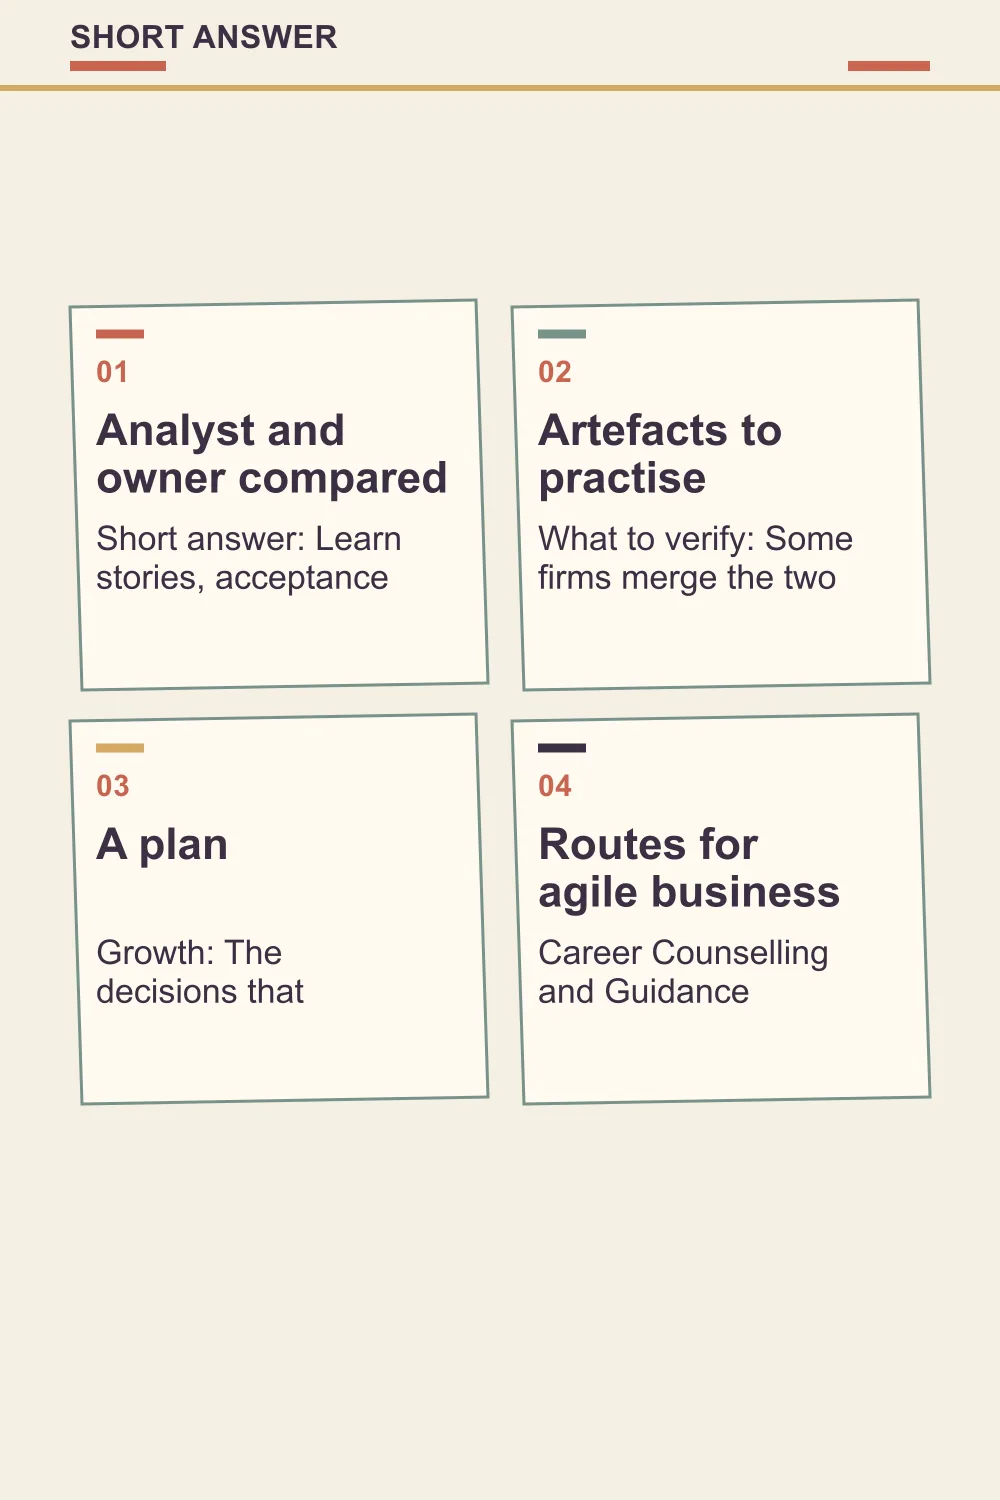 SHORT ANSWER
01
Analyst and
owner compared
Short answer: Learn
stories, acceptance
02
Artefacts to
practise
What to verify: Some
firms merge the two
03
A plan
Growth: The
decisions that
04
Routes for
agile business
Career Counselling
and Guidance